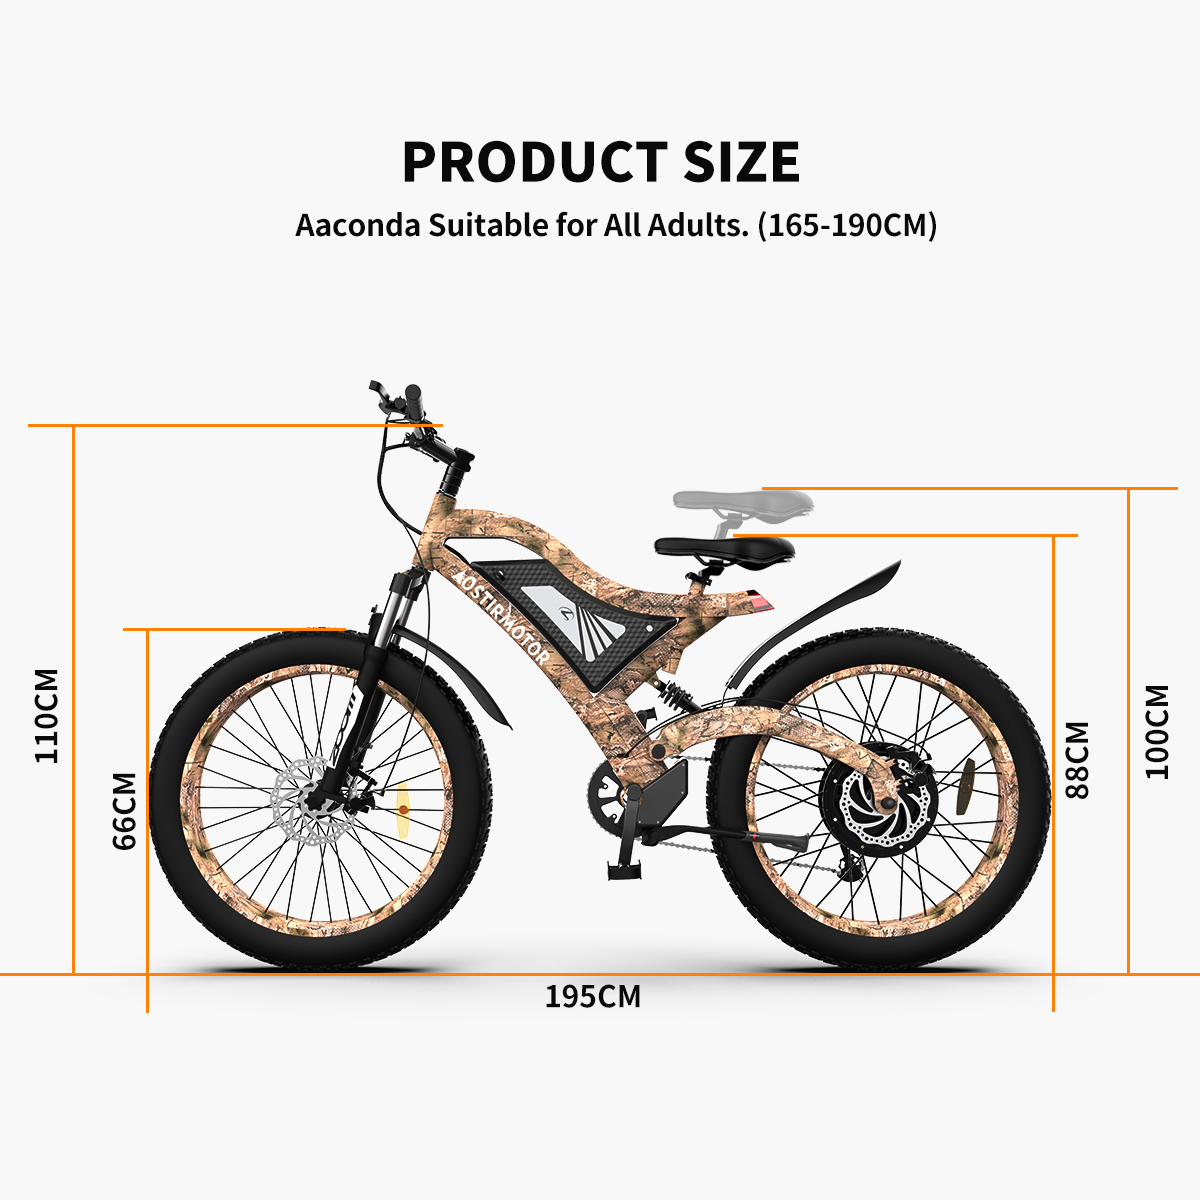 PRODUCT SIZE
Aaconda Suitable for All Adults. (165-190CM)
AOSTIRMOTOR
110CM
66CM
88CM
100CM
195CM